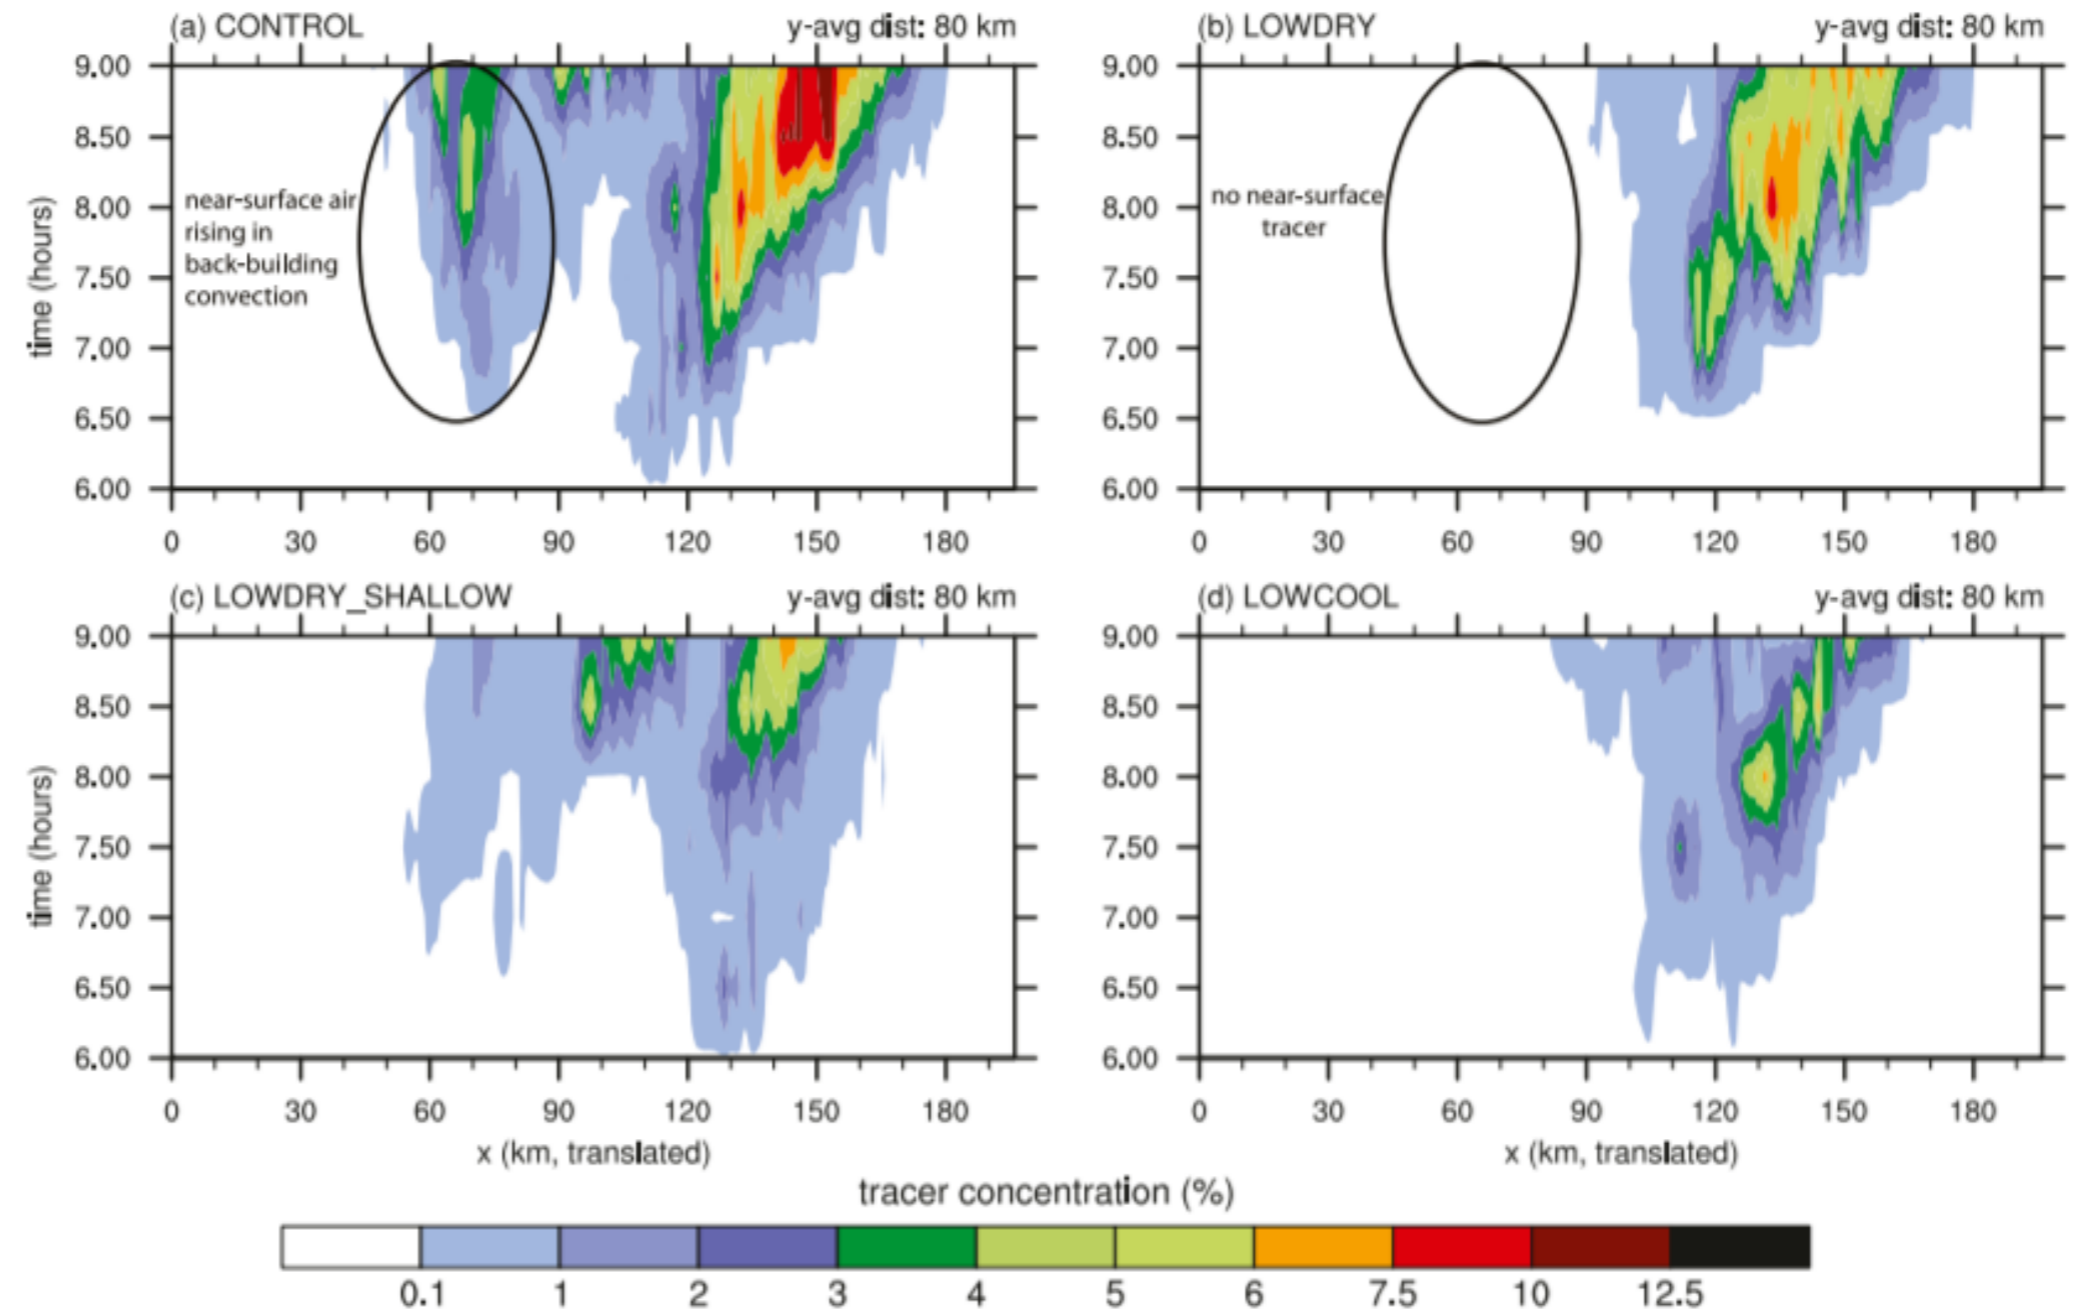 (a) CONTROL y-avg dist: 80 km
(b) LOWDRY y-avg dist: 80 km
9.00
8.50
8.00
7.50
7.00
6.50
6.00
time (hours)
near-surface air
rising in
back-building
convection
0 30 60 90 120 150 180
9.00
8.50
8.00
7.50
7.00
6.50
6.00
no near-surface
tracer
0 30 60 90 120 150 180
(c) LOWDRY_SHALLOW y-avg dist: 80 km
(d) LOWCOOL y-avg dist: 80 km
9.00
8.50
8.00
7.50
7.00
6.50
6.00
time (hours)
0 30 60 90 120 150 180
x (km, translated)
9.00
8.50
8.00
7.50
7.00
6.50
6.00
0 30 60 90 120 150 180
x (km, translated)
tracer concentration (%)
0.1 1 2 3 4 5 6 7.5 10 12.5